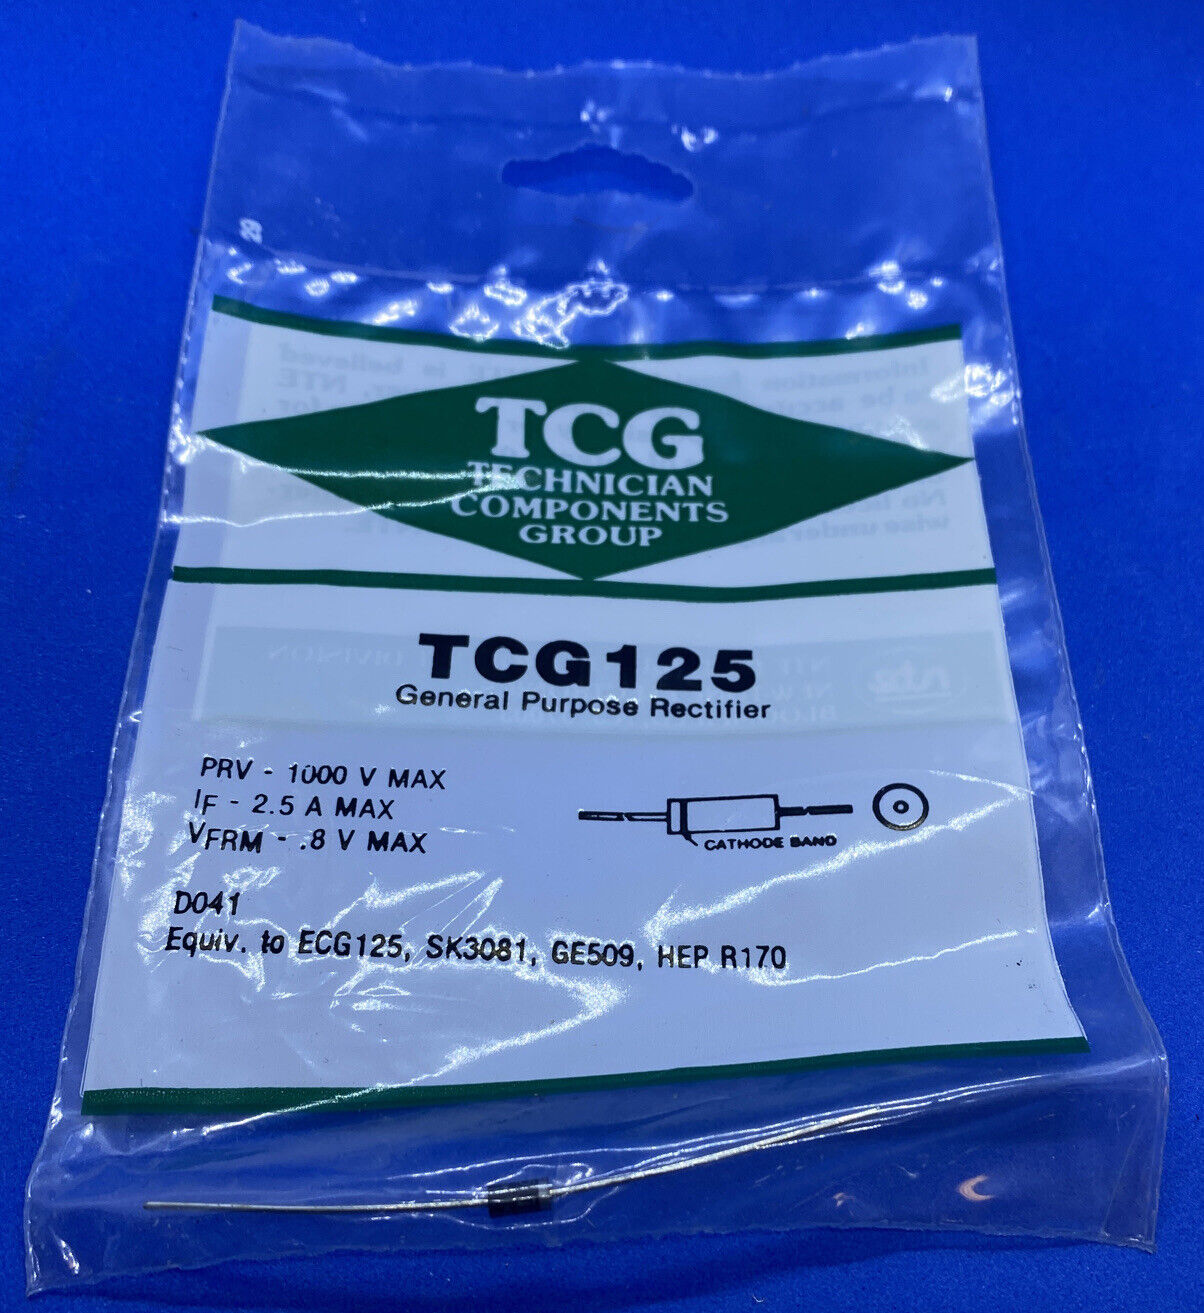 TCG
TECHNICIAN
COMPONENTS
GROUP
TCG125
General Purpose Rectifier
PRV - 1000 V MAX
IF - 2.5 A MAX
VFRM - .8 V MAX
CATHODE BAND
DO41
Equiv. to ECG125, SK3081, GE509, HEP R170